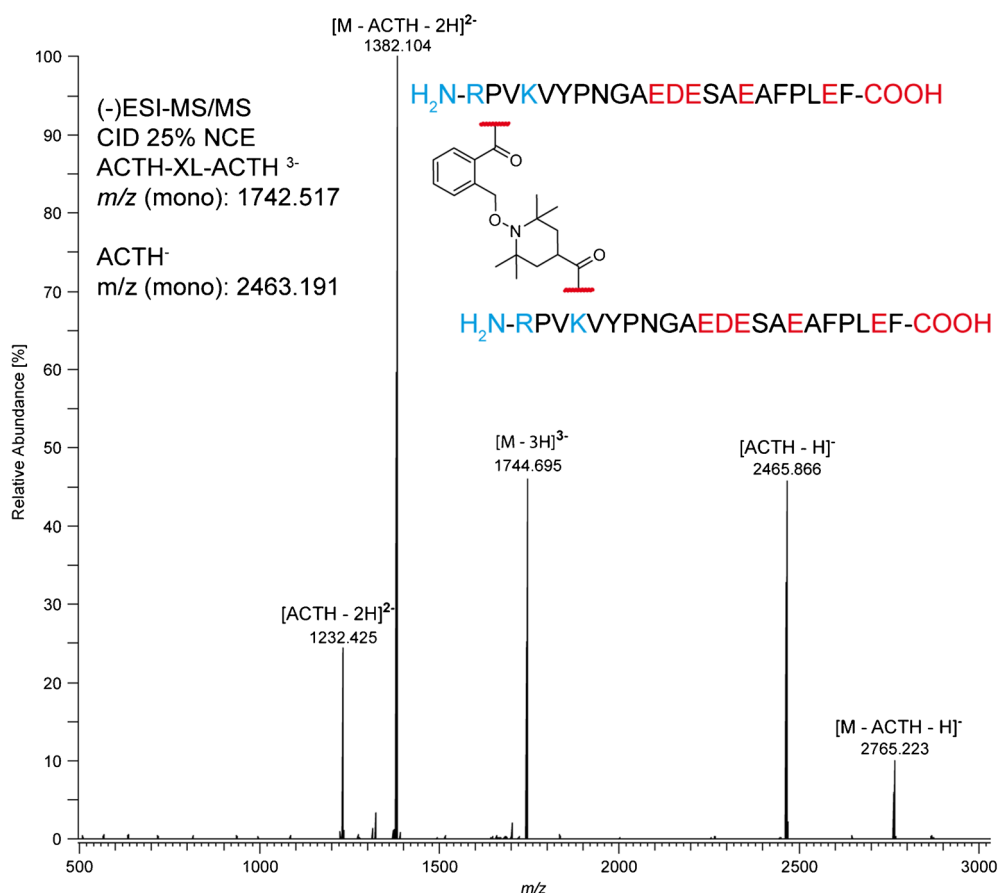 [M - ACTH - 2H]2-
1382.104
100
H2N-RPVKVYPNGAEDESAEAFPLEF-COOH
(-)ESI-MS/MS
CID 25% NCE
ACTH-XL-ACTH 3-
m/z (mono): 1742.517
ACTH-
m/z (mono): 2463.191
O
O
N
O
H2N-RPVKVYPNGAEDESAEAFPLEF-COOH
90
80
70
60
50
40
30
20
10
0
Relative Abundance [%]
[M - 3H]3-
1744.695
[ACTH - H]-
2465.866
[ACTH - 2H]2-
1232.425
[M - ACTH - H]-
2765.223
500 1000 1500 2000 2500 3000
m/z